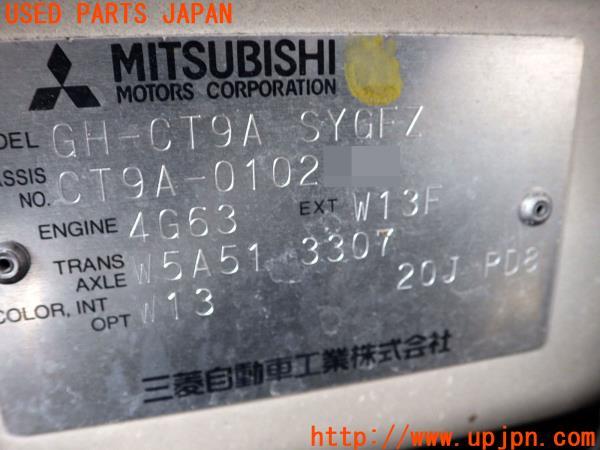 USED PARTS JAPAN
MITSUBISHI
MOTORS CORPORATION
DEL GH-CT9A SYGFZ
ASSIS NO. CT9A-0102
ENGINE 4G63 EXT W13F
TRANS AXLE W5A51 3307
20J PD8
COLOR, INT OPT W13
三菱自動車工業株式会社
http://www.upjpn.com/